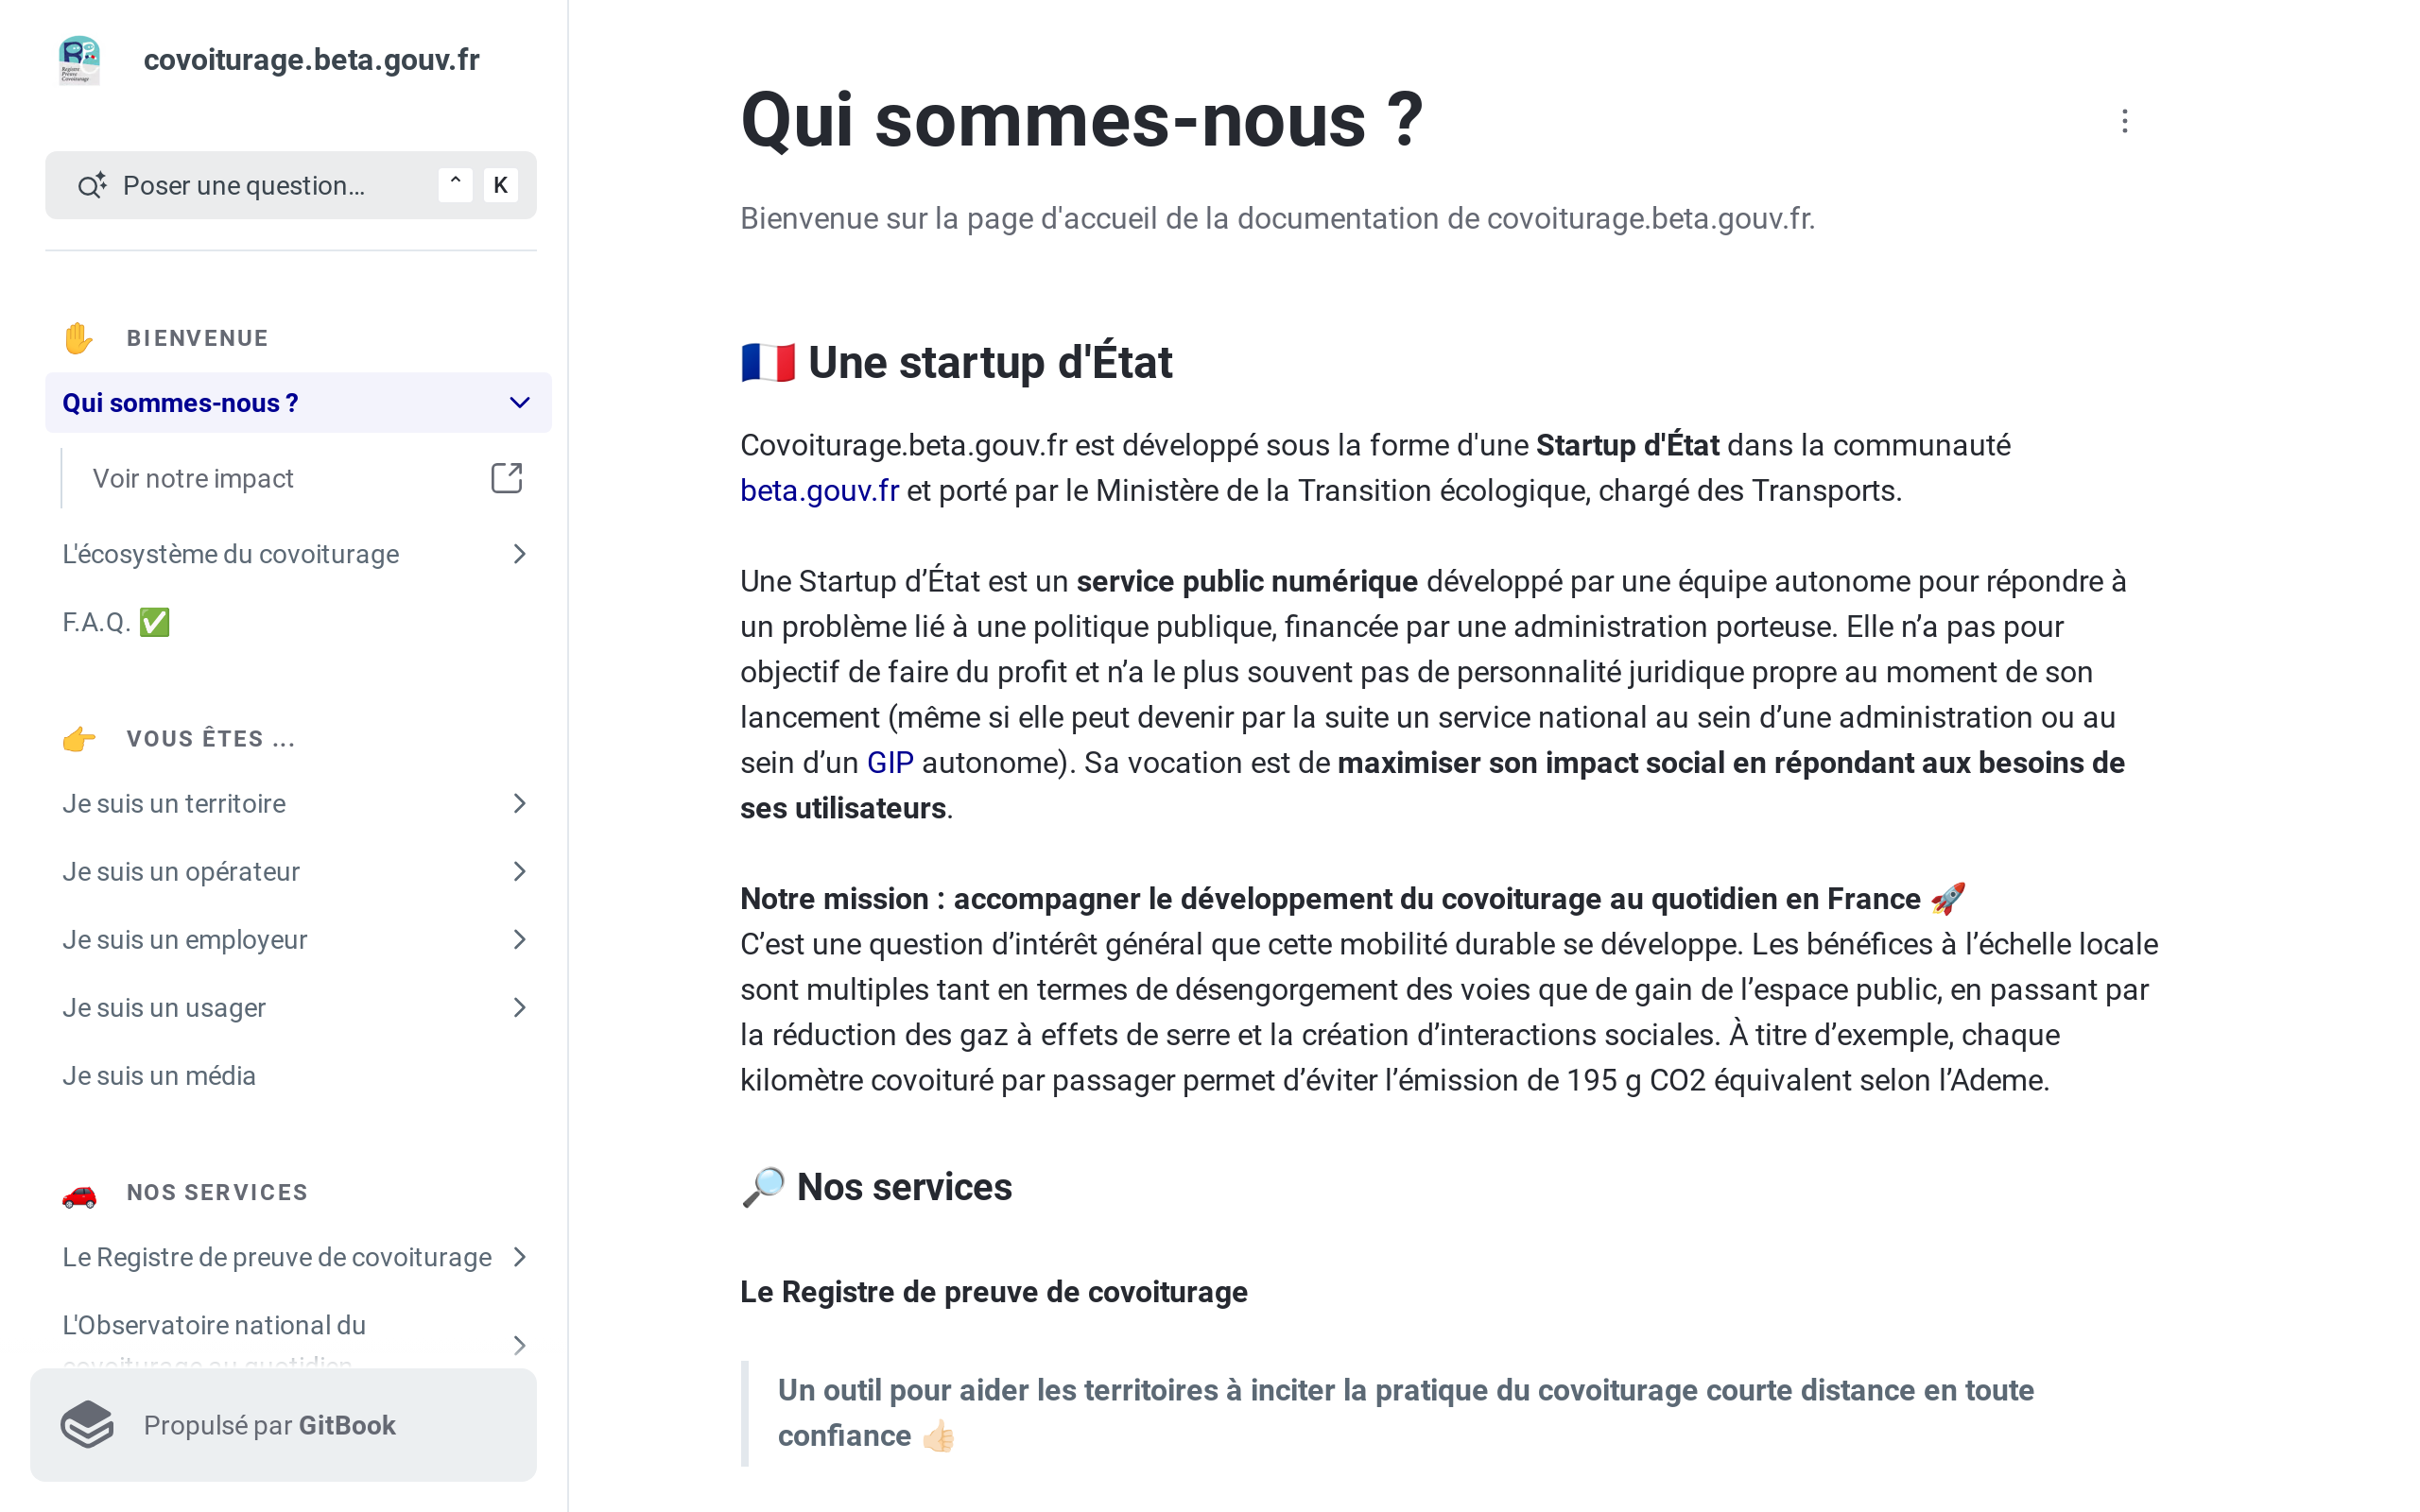 covoiturage.beta.gouv.fr
Poser une question...
⌃ K
✋ BIENVENUE
Qui sommes-nous ?
Voir notre impact
L'écosystème du covoiturage
F.A.Q. ✅
👉 VOUS ÊTES ...
Je suis un territoire
Je suis un opérateur
Je suis un employeur
Je suis un usager
Je suis un média
🚗 NOS SERVICES
Le Registre de preuve de covoiturage
L'Observatoire national du
covoiturage au quotidien
Propulsé par GitBook
Qui sommes-nous ?
Bienvenue sur la page d'accueil de la documentation de covoiturage.beta.gouv.fr.
🇫🇷 Une startup d'État
Covoiturage.beta.gouv.fr est développé sous la forme d'une Startup d'État dans la communauté
beta.gouv.fr et porté par le Ministère de la Transition écologique, chargé des Transports.
Une Startup d’État est un service public numérique développé par une équipe autonome pour répondre à
un problème lié à une politique publique, financée par une administration porteuse. Elle n’a pas pour
objectif de faire du profit et n’a le plus souvent pas de personnalité juridique propre au moment de son
lancement (même si elle peut devenir par la suite un service national au sein d’une administration ou au
sein d’un GIP autonome). Sa vocation est de maximiser son impact social en répondant aux besoins de
ses utilisateurs.
Notre mission : accompagner le développement du covoiturage au quotidien en France 🚀
C’est une question d’intérêt général que cette mobilité durable se développe. Les bénéfices à l’échelle locale
sont multiples tant en termes de désengorgement des voies que de gain de l’espace public, en passant par
la réduction des gaz à effets de serre et la création d’interactions sociales. À titre d’exemple, chaque
kilomètre covoituré par passager permet d’éviter l’émission de 195 g CO2 équivalent selon l’Ademe.
🔎 Nos services
Le Registre de preuve de covoiturage
Un outil pour aider les territoires à inciter la pratique du covoiturage courte distance en toute
confiance 👍🏻